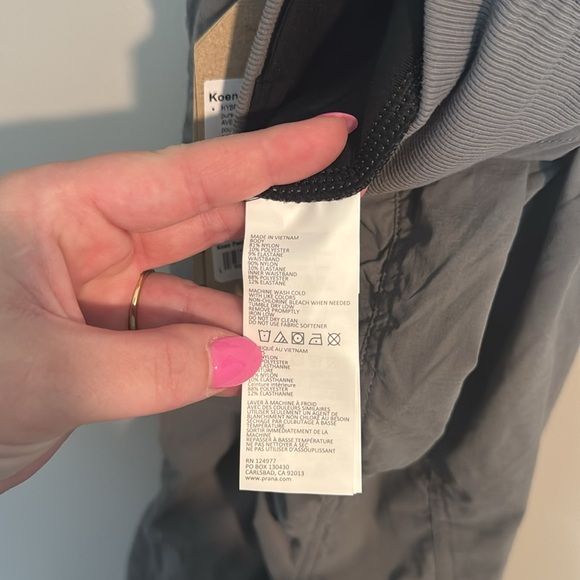 Koen
MADE IN VIETNAM
BODY
81% NYLON
10% POLYESTER
9% ELASTANE
WAISTBAND
90% NYLON
10% ELASTANE
INNER WAISTBAND
88% POLYESTER
12% ELASTANE
MACHINE WASH COLD
WITH LIKE COLORS
NON-CHLORINE BLEACH WHEN NEEDED
TUMBLE DRY LOW
REMOVE PROMPTLY
IRON LOW
DO NOT DRY CLEAN
DO NOT USE FABRIC SOFTENER
AU VIETNAM
NYLON
POLYESTER
ÉLASTHANNE
NYLON
ÉLASTHANNE
Ceinture intérieure
88% POLYESTER
12% ÉLASTHANNE
LAVER À MACHINE À FROID
AVEC DES COULEURS SIMILAIRES
UTILISER SEULEMENT UN AGENT DE
BLANCHIMENT NON CHLORÉ AU BESOIN
SÉCHAGE PAR CULBUTAGE À BASSE
TEMPÉRATURE
SORTIR IMMÉDIATEMENT DE LA
MACHINE
REPASSER À BASSE TEMPÉRATURE
NE PAS NETTOYER À SEC
NE PAS UTILISER D'ASSOUPLISSANT
RN 124977
PO BOX 130430
CARLSBAD, CA 92013
www.prana.com